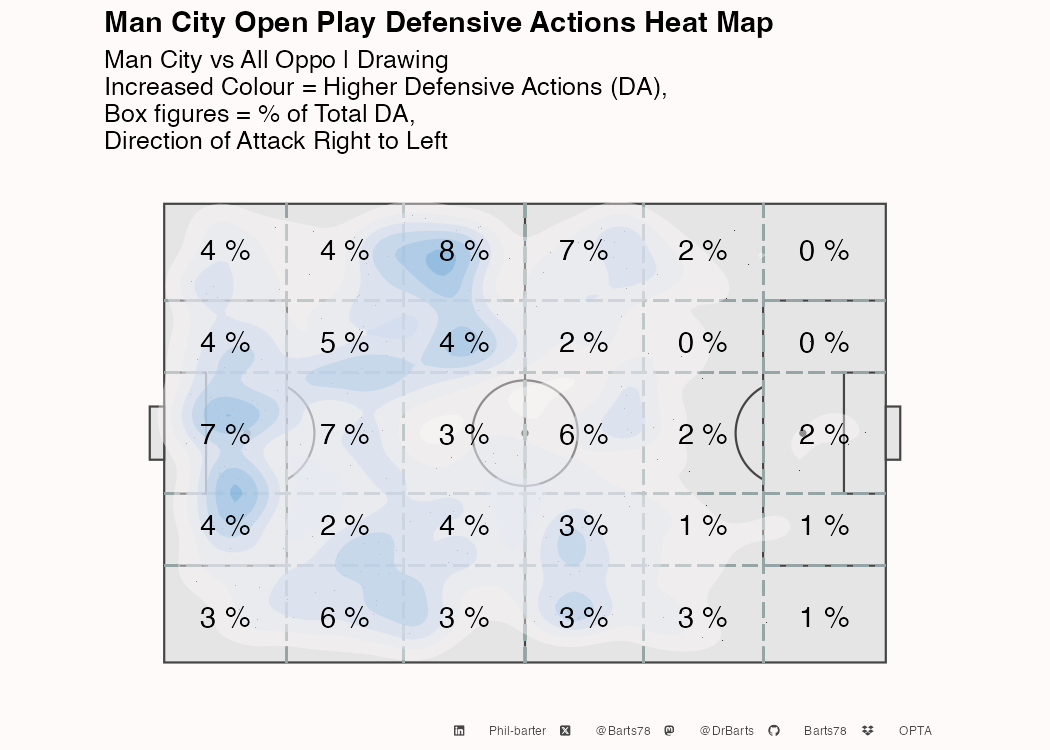 Man City Open Play Defensive Actions Heat Map
Man City vs All Oppo | Drawing
Increased Colour = Higher Defensive Actions (DA),
Box figures = % of Total DA,
Direction of Attack Right to Left
4 % 4 % 8 % 7 % 2 % 0 %
4 % 5 % 4 % 2 % 0 % 0 %
7 % 7 % 3 % 6 % 2 % 2 %
4 % 2 % 4 % 3 % 1 % 1 %
3 % 6 % 3 % 3 % 3 % 1 %
Phil-barter @Barts78 @DrBarts Barts78 OPTA